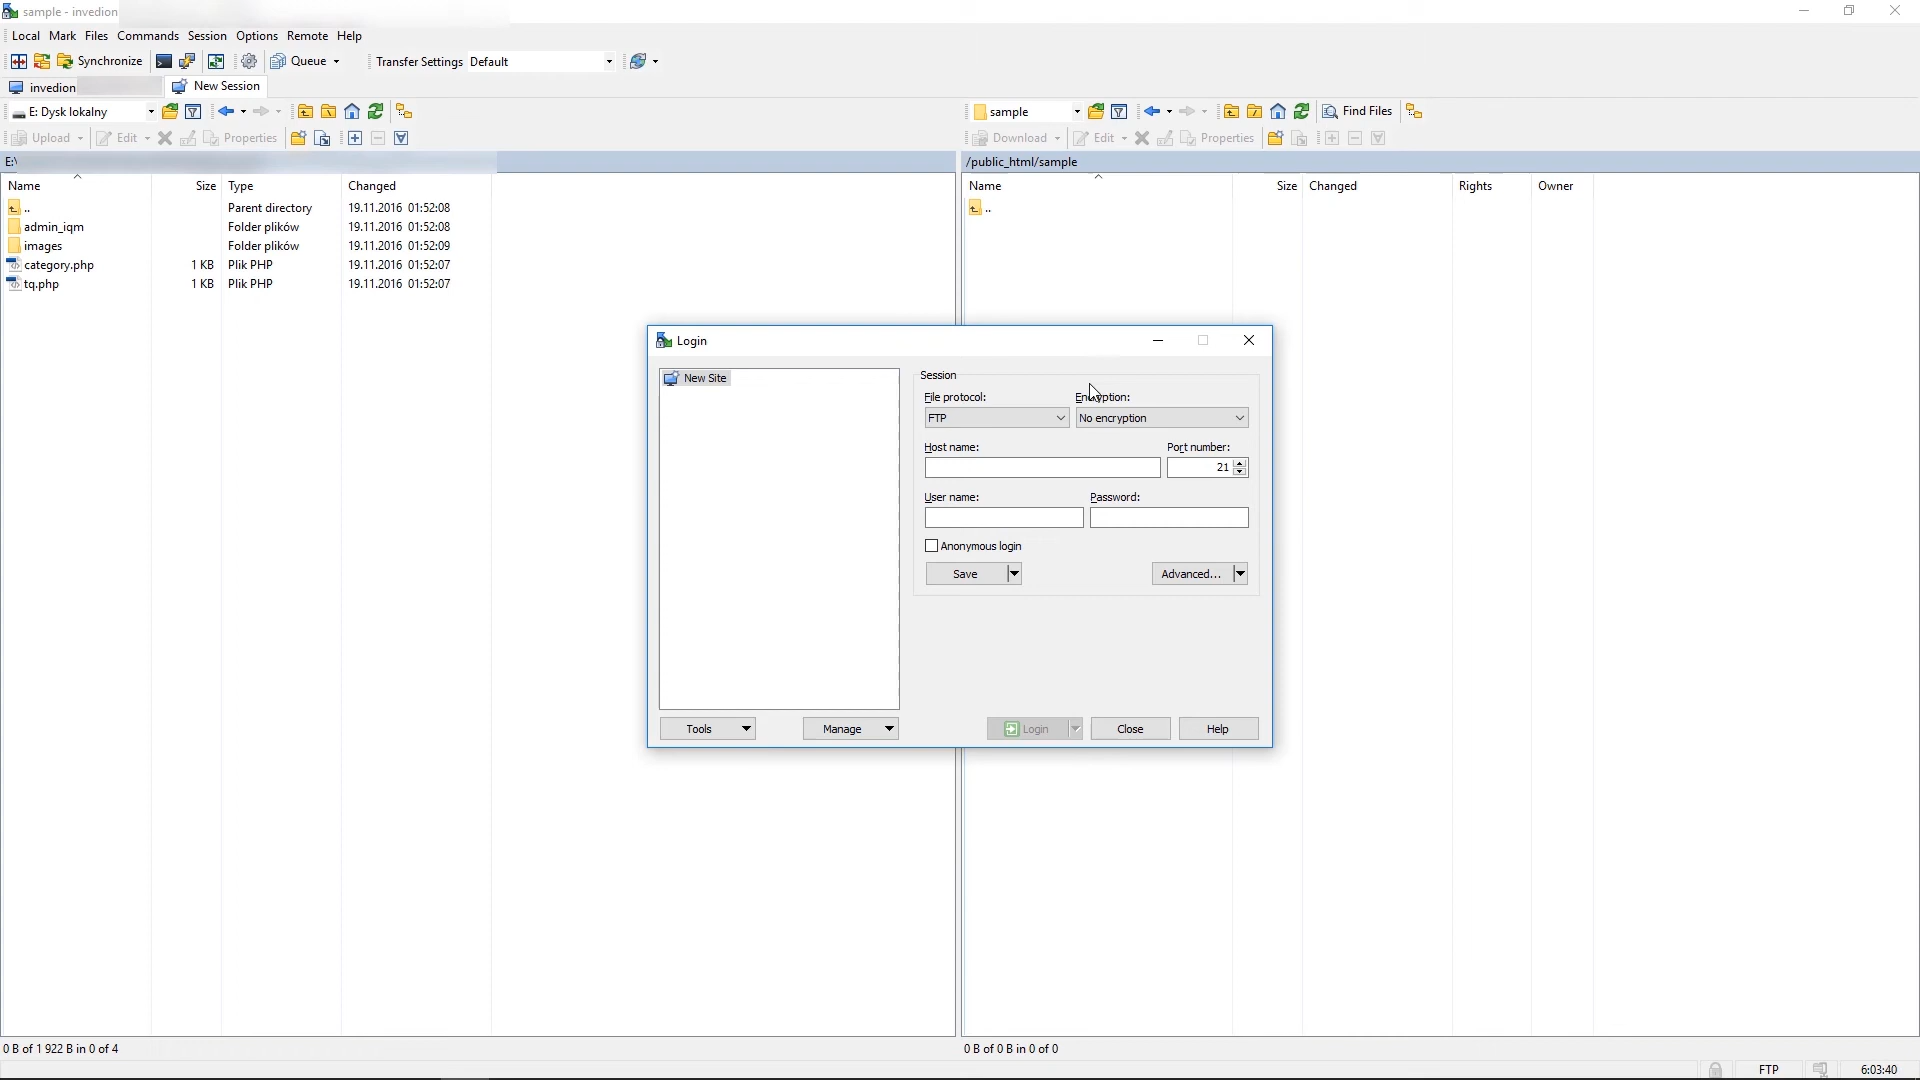 sample - invedion
Local Mark Files Commands Session Options Remote Help
Synchronize Queue Transfer Settings Default
invedion New Session
E: Dysk lokalny
sample Find Files
Upload Edit Properties
Download Edit Properties
E:\
/public_html/sample
Name Size Type Changed
.. Parent directory 19.11.2016 01:52:08
admin_iqm Folder plików 19.11.2016 01:52:08
images Folder plików 19.11.2016 01:52:09
category.php 1 KB Plik PHP 19.11.2016 01:52:07
tq.php 1 KB Plik PHP 19.11.2016 01:52:07
Name Size Changed Rights Owner
..
Login
New Site
Session
File protocol: Encryption:
FTP No encryption
Host name: Port number:
21
User name: Password:
Anonymous login
Save Advanced...
Tools Manage Login Close Help
0 B of 1 922 B in 0 of 4
0 B of 0 B in 0 of 0
FTP 6:03:40